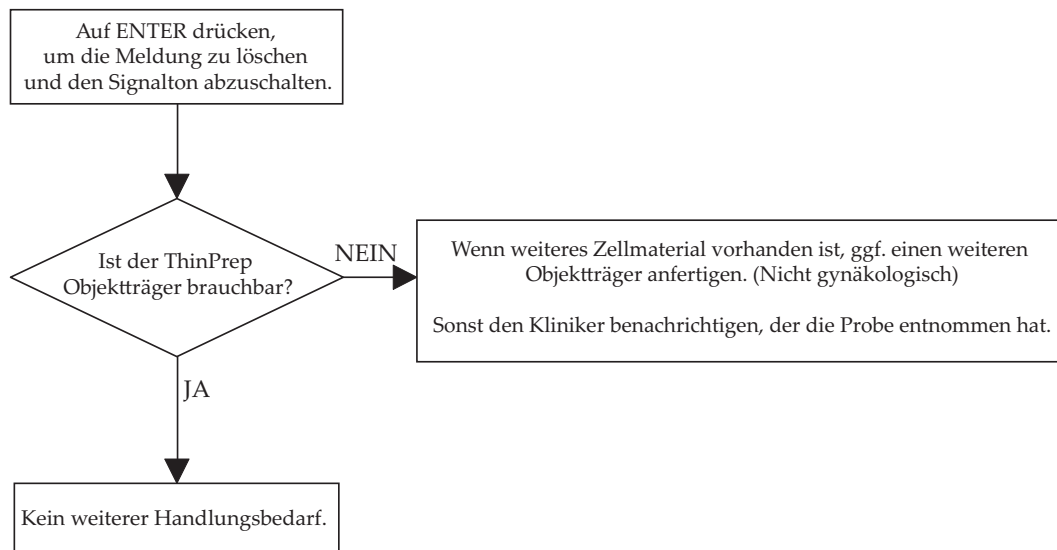 Auf ENTER drücken,
um die Meldung zu löschen
und den Signalton abzuschalten.
Ist der ThinPrep
Objektträger brauchbar?
NEIN
Wenn weiteres Zellmaterial vorhanden ist, ggf. einen weiteren
Objektträger anfertigen. (Nicht gynäkologisch)
Sonst den Kliniker benachrichtigen, der die Probe entnommen hat.
JA
Kein weiterer Handlungsbedarf.